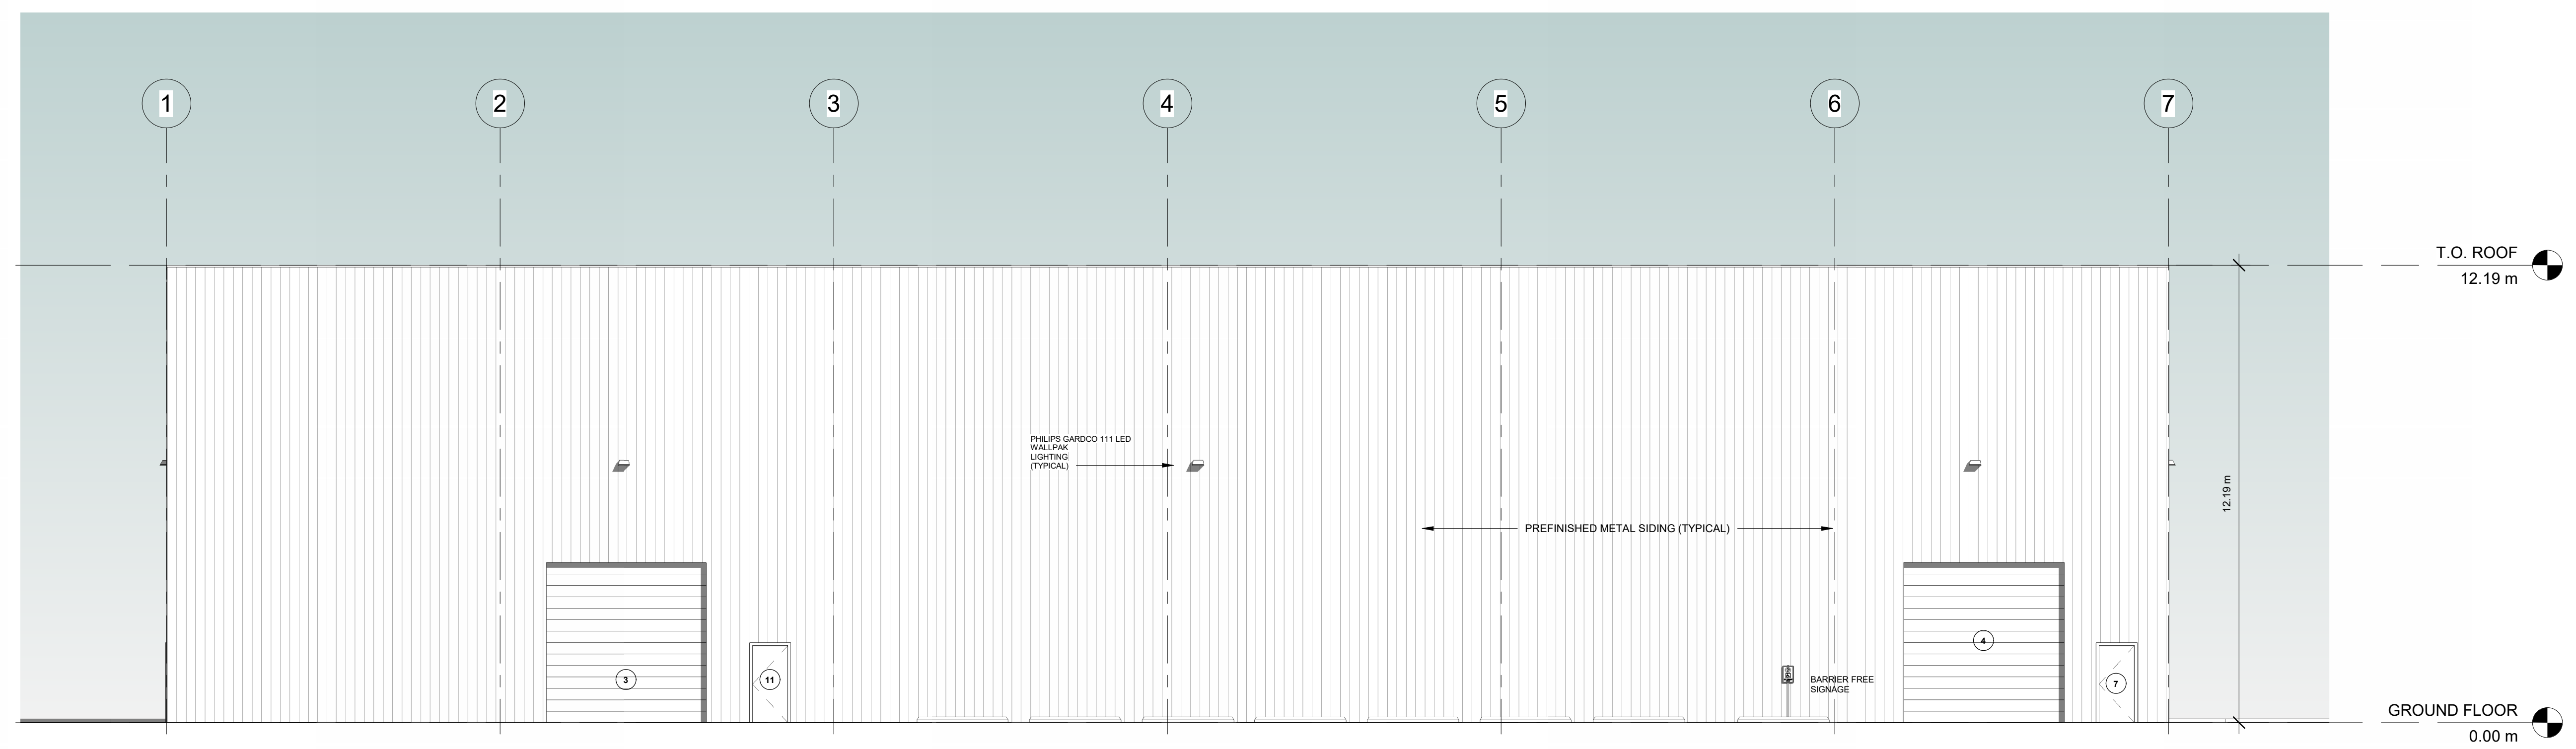 1
2
3
4
5
6
7
T.O. ROOF
12.19 m
PHILIPS GARDCO 111 LED
WALLPAK
LIGHTING
(TYPICAL)
12.19 m
PREFINISHED METAL SIDING (TYPICAL)
4
3
11
BARRIER FREE
SIGNAGE
7
GROUND FLOOR
0.00 m